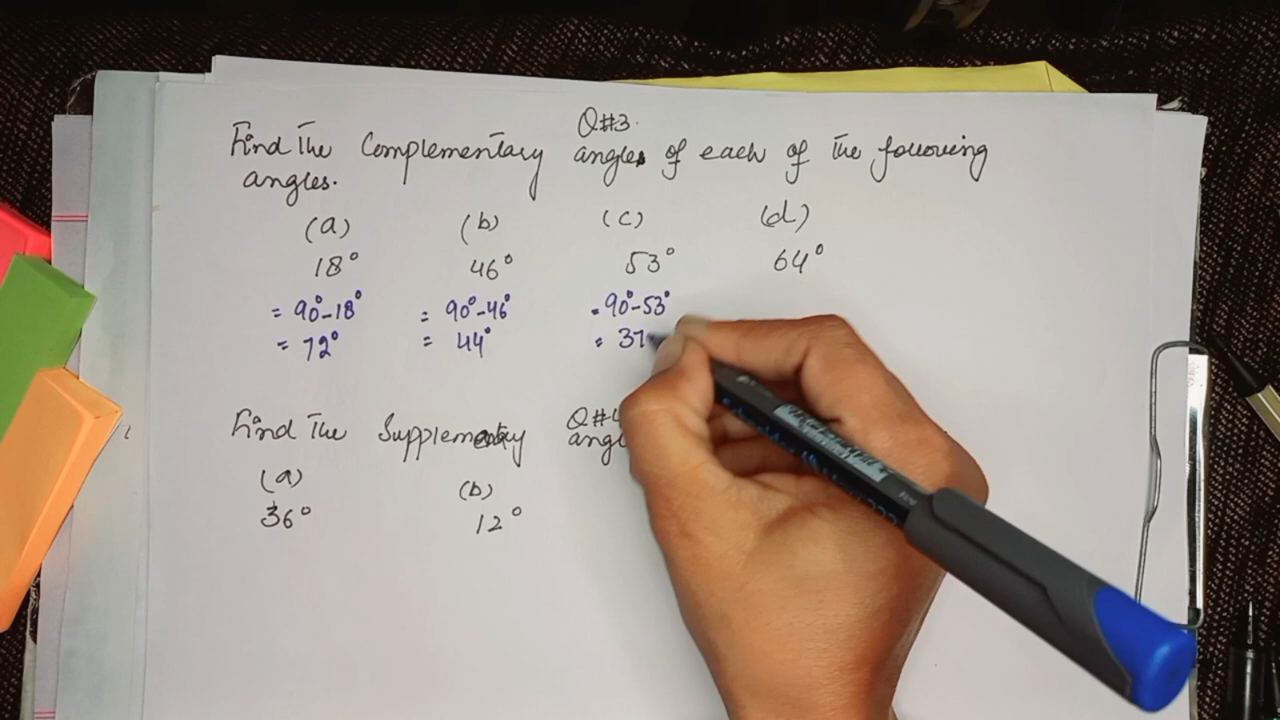 Q#3.
Find The Complementary angles of each of The following
angles.
(a) (b) (c) (d)
18° 46° 53° 64°
= 90°-18° = 90°-46° = 90°-53°
= 72° = 44° = 37
Q#4
Find The Supplementary ang
(a) (b)
36° 12°